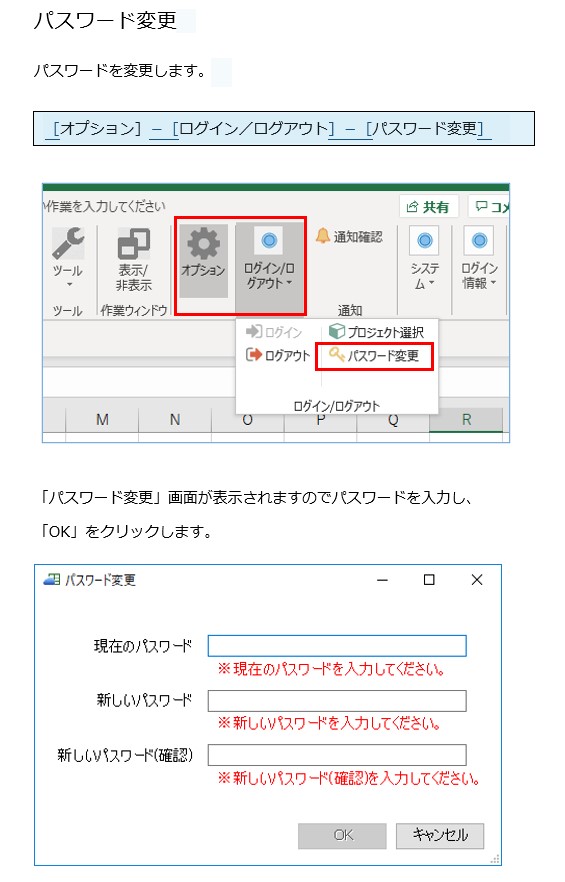 パスワード変更
パスワードを変更します。
[オプション] – [ログイン／ログアウト] – [パスワード変更]
い作業を入力してください
共有
コメ
ツール
表示/
非表示
オプション
ログイン/ロ
グアウト
通知確認
システ
ム
ログイン
情報
ツール
作業ウィンドウ
通知
ログイン
プロジェクト選択
ログアウト
パスワード変更
ログイン/ログアウト
M N O P Q R
「パスワード変更」画面が表示されますのでパスワードを入力し、
「OK」をクリックします。
パスワード変更
現在のパスワード
※現在のパスワードを入力してください。
新しいパスワード
※新しいパスワードを入力してください。
新しいパスワード(確認)
※新しいパスワード(確認)を入力してください。
OK キャンセル